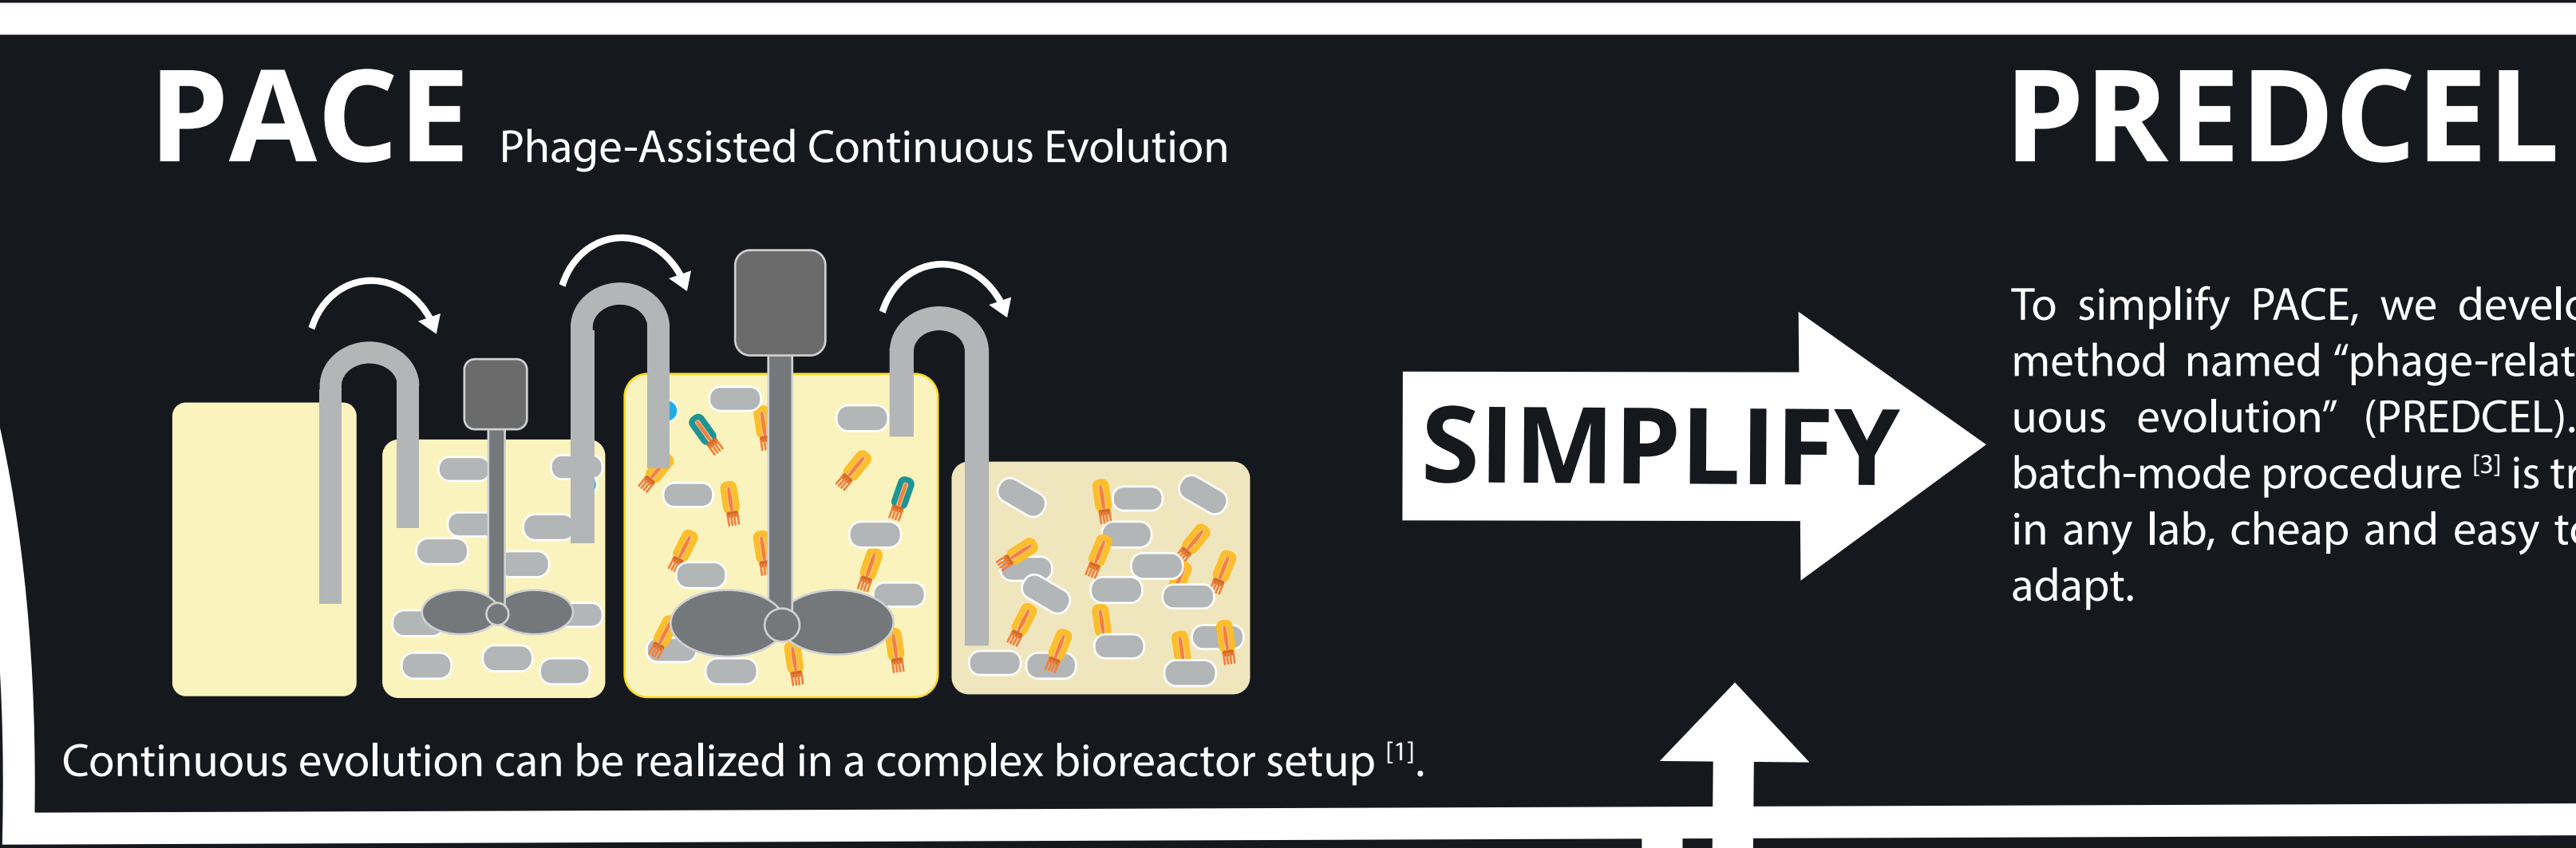 PACE Phage-Assisted Continuous Evolution
Continuous evolution can be realized in a complex bioreactor setup [1].
SIMPLIFY
PREDCEL
To simplify PACE, we
method named “phage-
uous evolution” (PREDCEL).
batch-mode procedure [3] is
in any lab, cheap and easy
adapt.